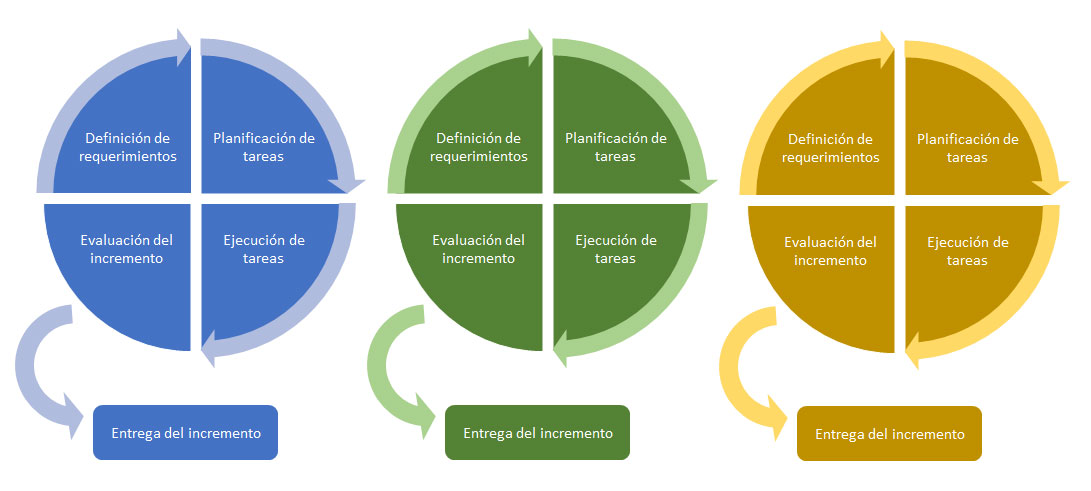 Definición de
requerimientos
Planificación de
tareas
Evaluación del
incremento
Ejecución de
tareas
Entrega del incremento
Definición de
requerimientos
Planificación de
tareas
Evaluación del
incremento
Ejecución de
tareas
Entrega del incremento
Definición de
requerimientos
Planificación de
tareas
Evaluación del
incremento
Ejecución de
tareas
Entrega del incremento